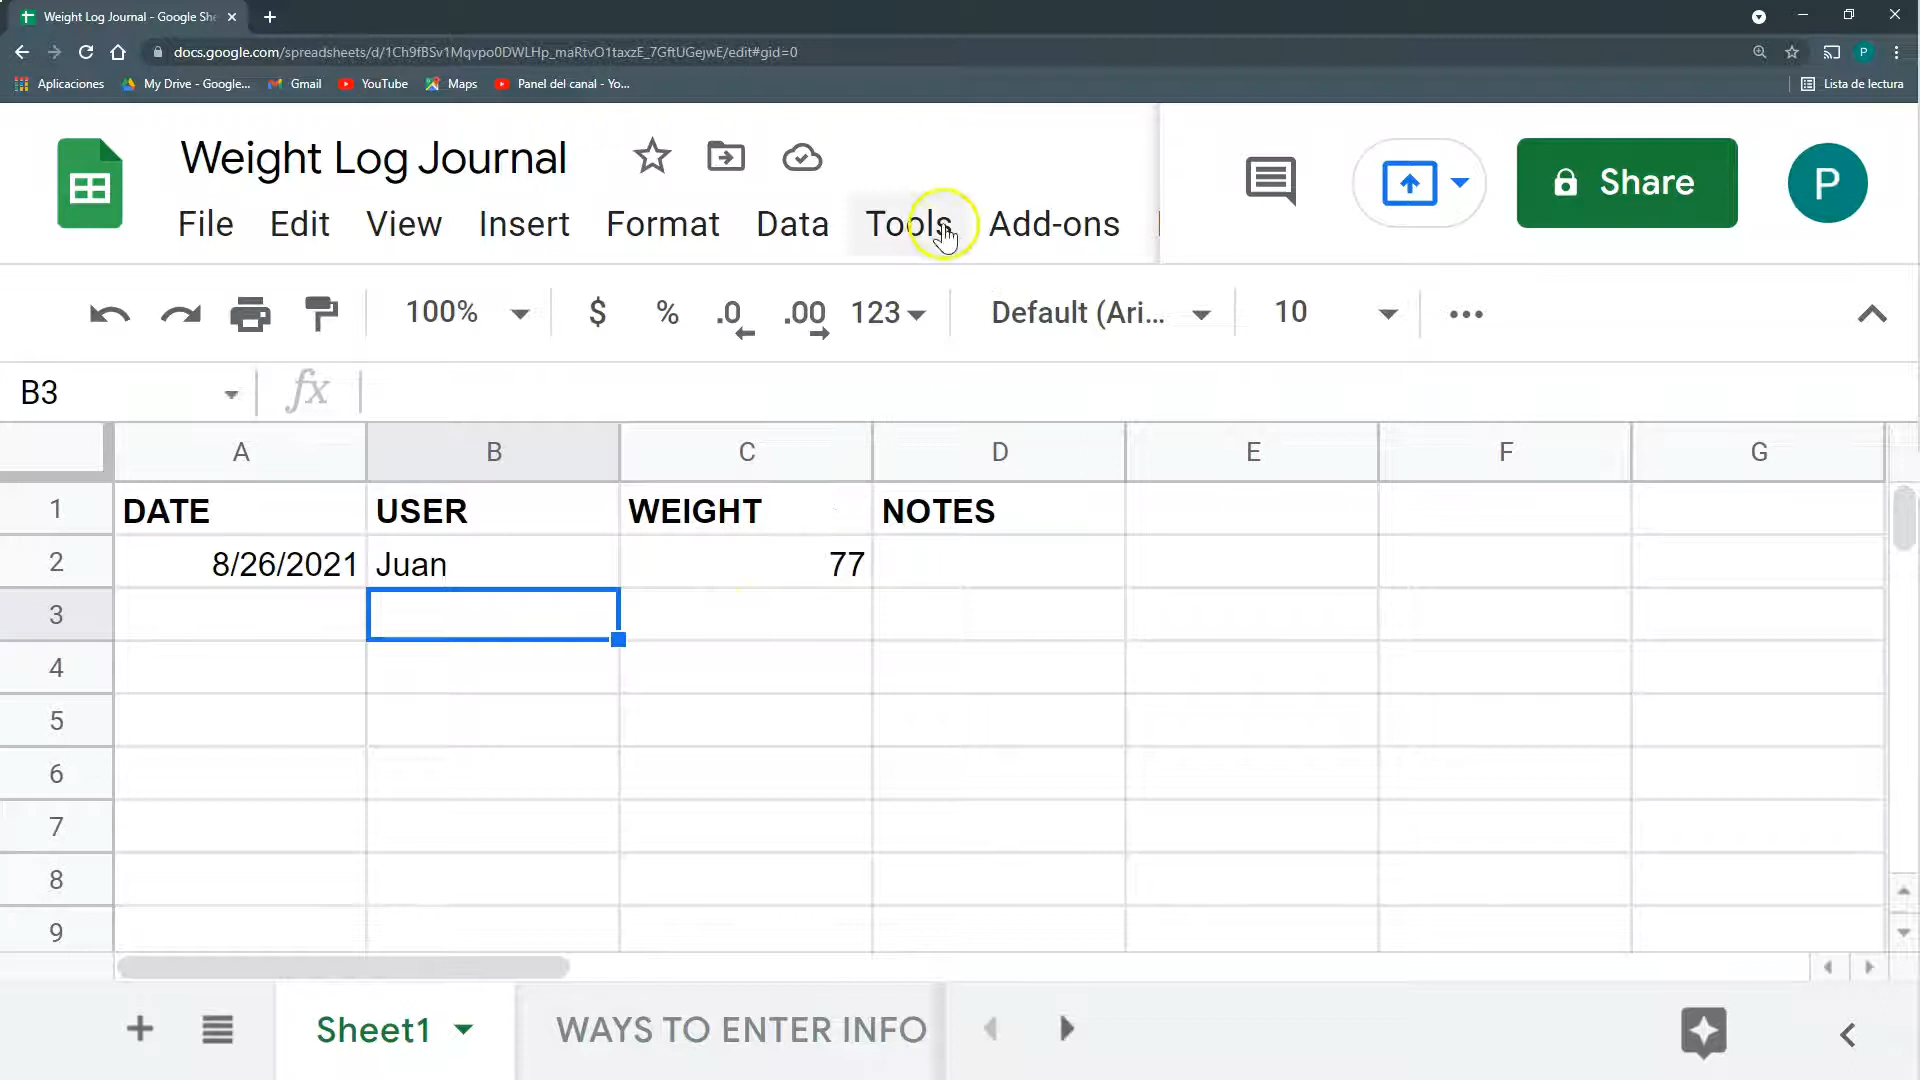 Weight Log Journal - Google She
docs.google.com/spreadsheets/d/1Ch9fBSv1Mqvpo0DWLHp_maRtvO1taxzE_7GftUGejwE/edit#gid=0
P
Aplicaciones My Drive - Google... Gmail YouTube Maps Panel del canal - Yo... Lista de lectura
Weight Log Journal
Share
P
File Edit View Insert Format Data Tools Add-ons
100% $ % .0 .00 123 Default (Ari... 10
B3 fx
A B C D E F G
1 DATE USER WEIGHT NOTES
2 8/26/2021 Juan 77
3
4
5
6
7
8
9
Sheet1 WAYS TO ENTER INFO